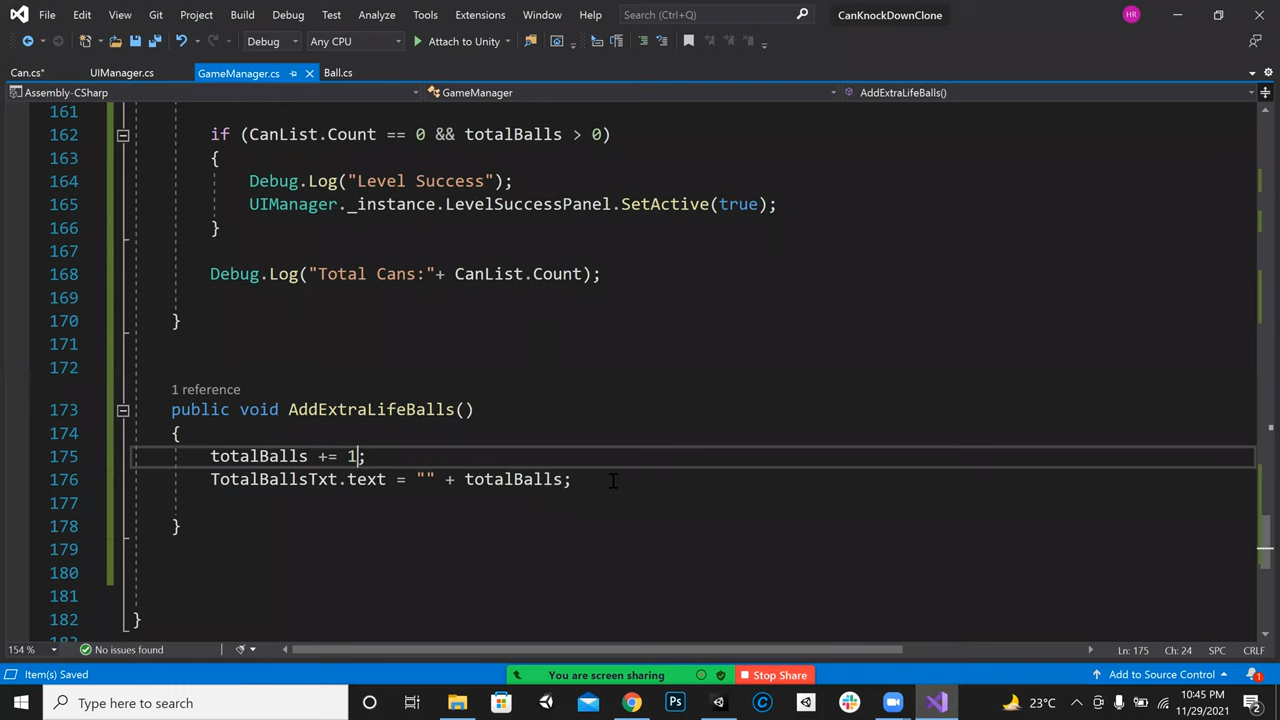 File Edit View Git Project Build Debug Test Analyze Tools Extensions Window Help Search (Ctrl+Q) CanKnockDownClone HR
Debug Any CPU Attach to Unity
Can.cs* UIManager.cs GameManager.cs Ball.cs
Assembly-CSharp GameManager AddExtraLifeBalls()
161
162 if (CanList.Count == 0 && totalBalls > 0)
163 {
164 Debug.Log("Level Success");
165 UIManager._instance.LevelSuccessPanel.SetActive(true);
166 }
167
168 Debug.Log("Total Cans:"+ CanList.Count);
169
170 }
171
172
1 reference
173 public void AddExtraLifeBalls()
174 {
175 totalBalls += 1;
176 TotalBallsTxt.text = "" + totalBalls;
177
178 }
179
180
181
182 }
154 % No issues found Ln: 175 Ch: 24 SPC CRLF
Item(s) Saved You are screen sharing Stop Share Add to Source Control 1
Type here to search 23°C 10:45 PM
11/29/2021